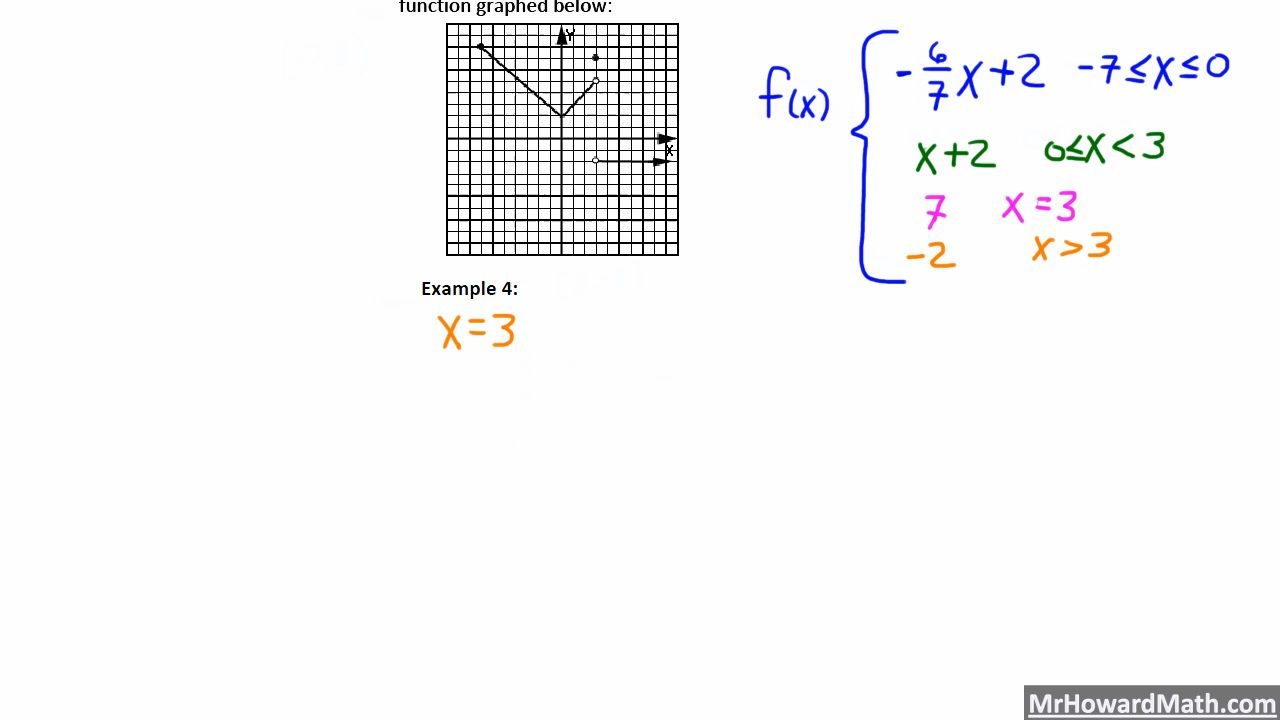 function graphed below:
Y
X
f(x) { -6/7 x+2 -7≤x≤0
x+2 0≤x<3
7 x=3
-2 x>3
Example 4:
x=3
MrHowardMath.com